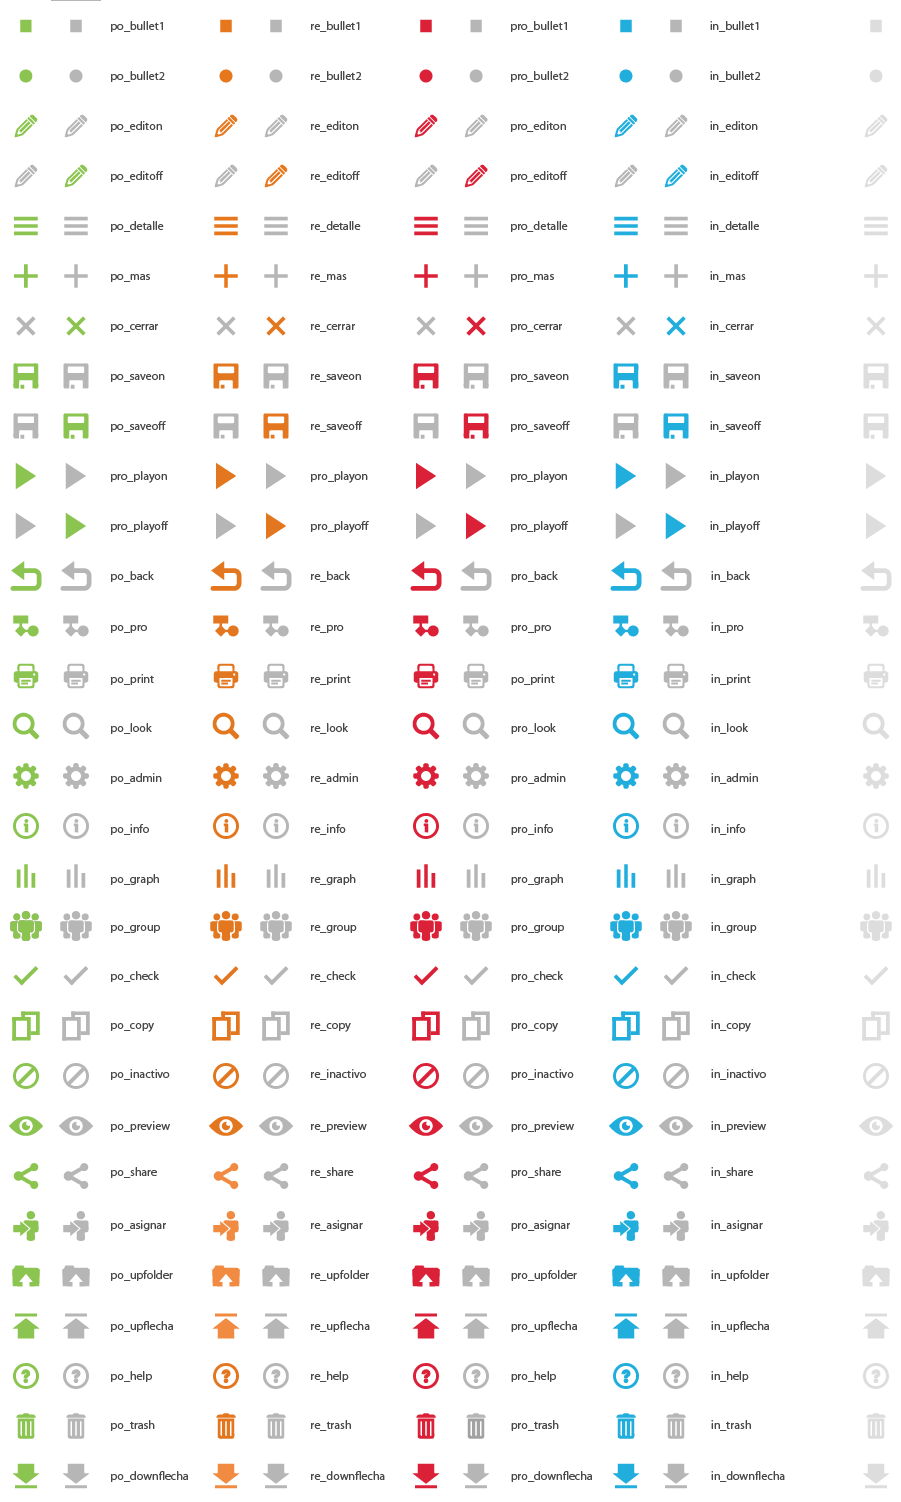 po_bullet1 re_bullet1 pro_bullet1 in_bullet1
po_bullet2 re_bullet2 pro_bullet2 in_bullet2
po_editon re_editon pro_editon in_editon
po_editoff re_editoff pro_editoff in_editoff
po_detalle re_detalle pro_detalle in_detalle
po_mas re_mas pro_mas in_mas
po_cerrar re_cerrar pro_cerrar in_cerrar
po_saveon re_saveon pro_saveon in_saveon
po_saveoff re_saveoff pro_saveoff in_saveoff
pro_playon pro_playon pro_playon in_playon
pro_playoff pro_playoff pro_playoff in_playoff
po_back re_back pro_back in_back
po_pro re_pro pro_pro in_pro
po_print re_print po_print in_print
po_look re_look pro_look in_look
po_admin re_admin pro_admin in_admin
po_info re_info pro_info in_info
po_graph re_graph pro_graph in_graph
po_group re_group pro_group in_group
po_check re_check pro_check in_check
po_copy re_copy pro_copy in_copy
po_inactivo re_inactivo pro_inactivo in_inactivo
po_preview re_preview pro_preview in_preview
po_share re_share pro_share in_share
po_asignar re_asignar pro_asignar in_asignar
po_upfolder re_upfolder pro_upfolder in_upfolder
po_upflecha re_upflecha pro_upflecha in_upflecha
po_help re_help pro_help in_help
po_trash re_trash pro_trash in_trash
po_downflecha re_downflecha pro_downflecha in_downflecha